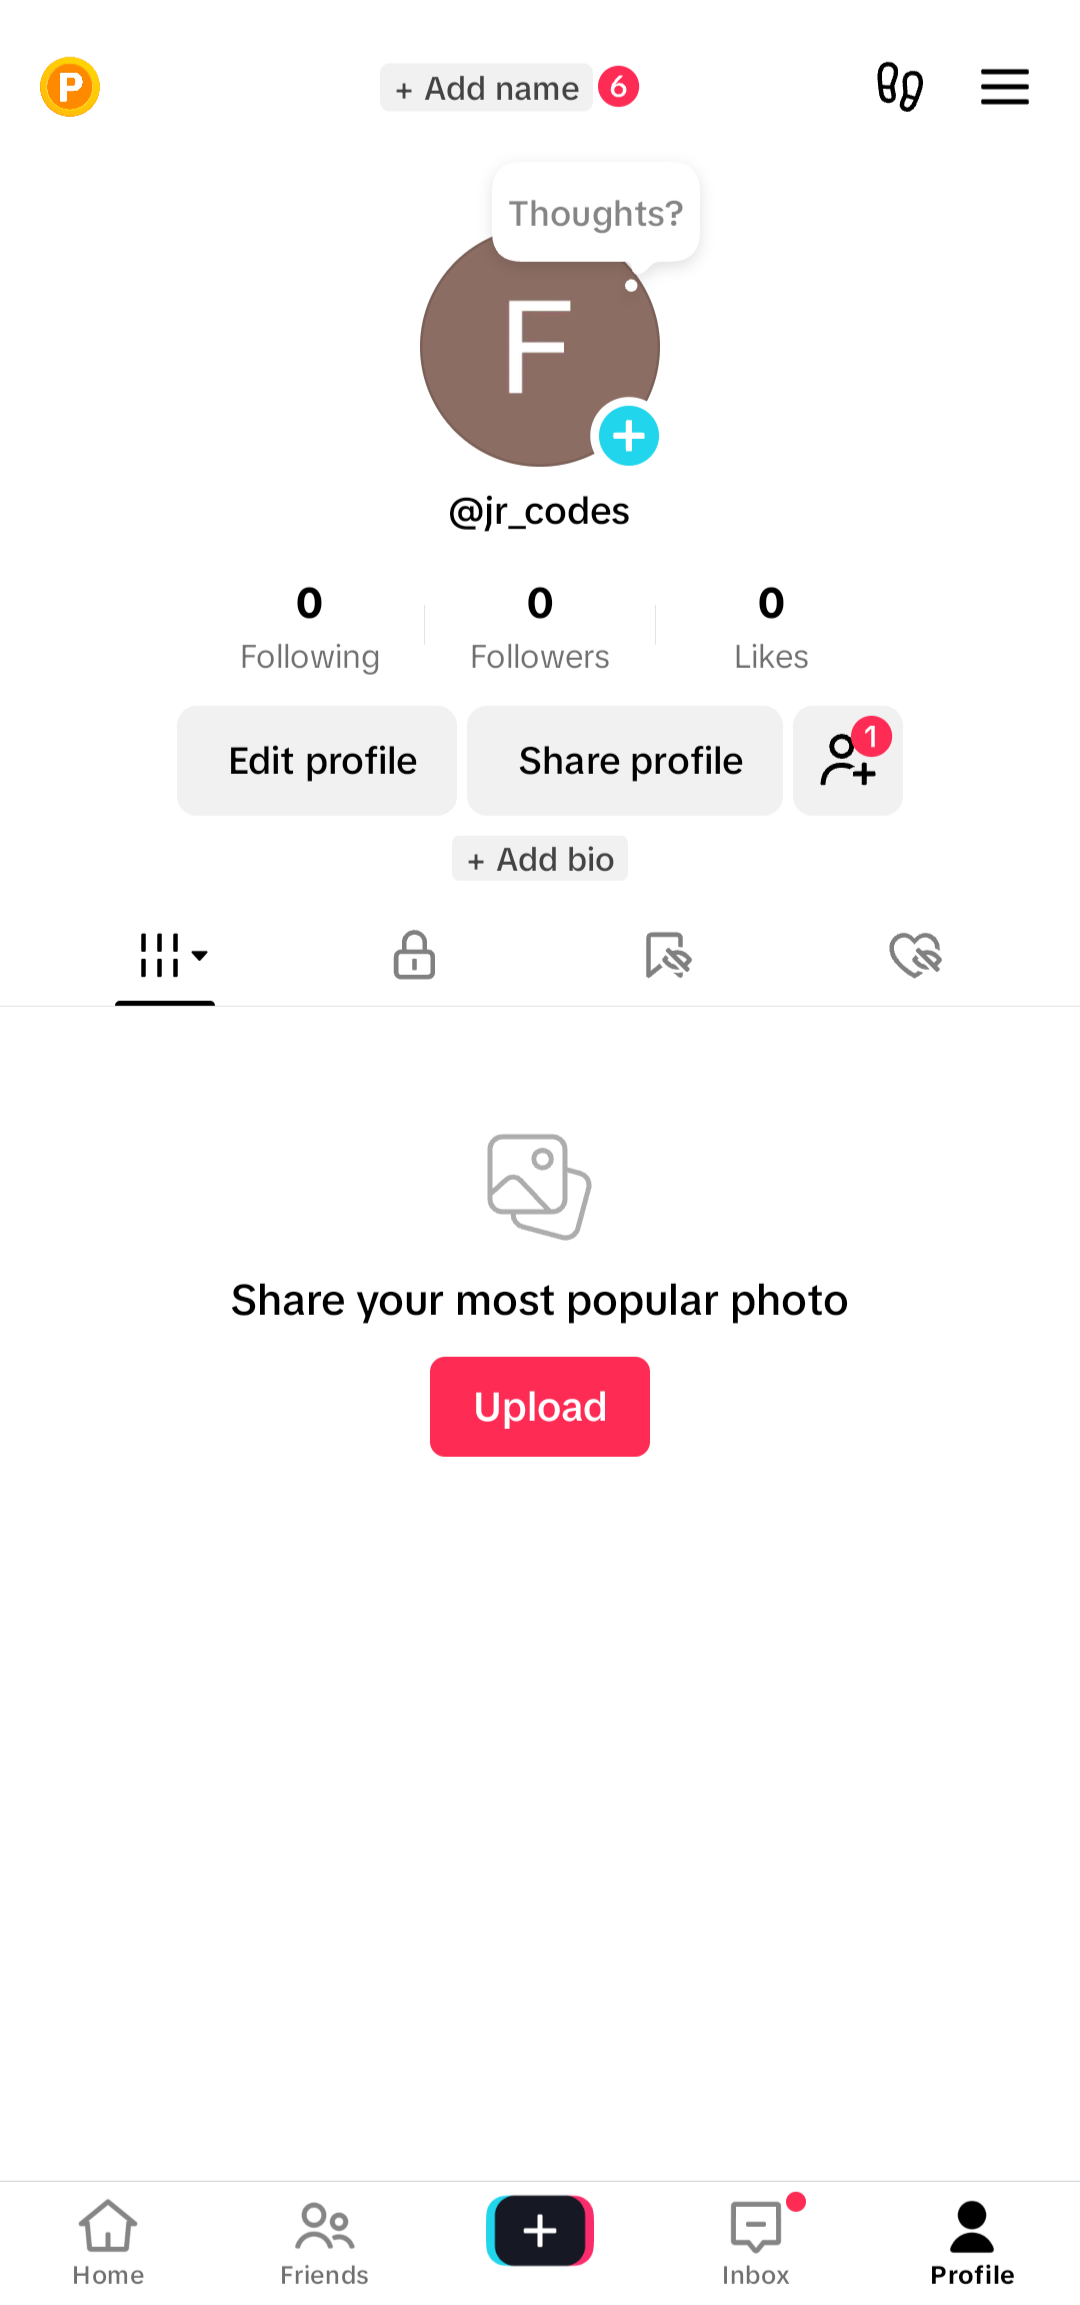 P
+ Add name 6
Thoughts?
F
@jr_codes
0 0 0
Following Followers Likes
Edit profile Share profile 1
+ Add bio
Share your most popular photo
Upload
Home Friends Inbox Profile